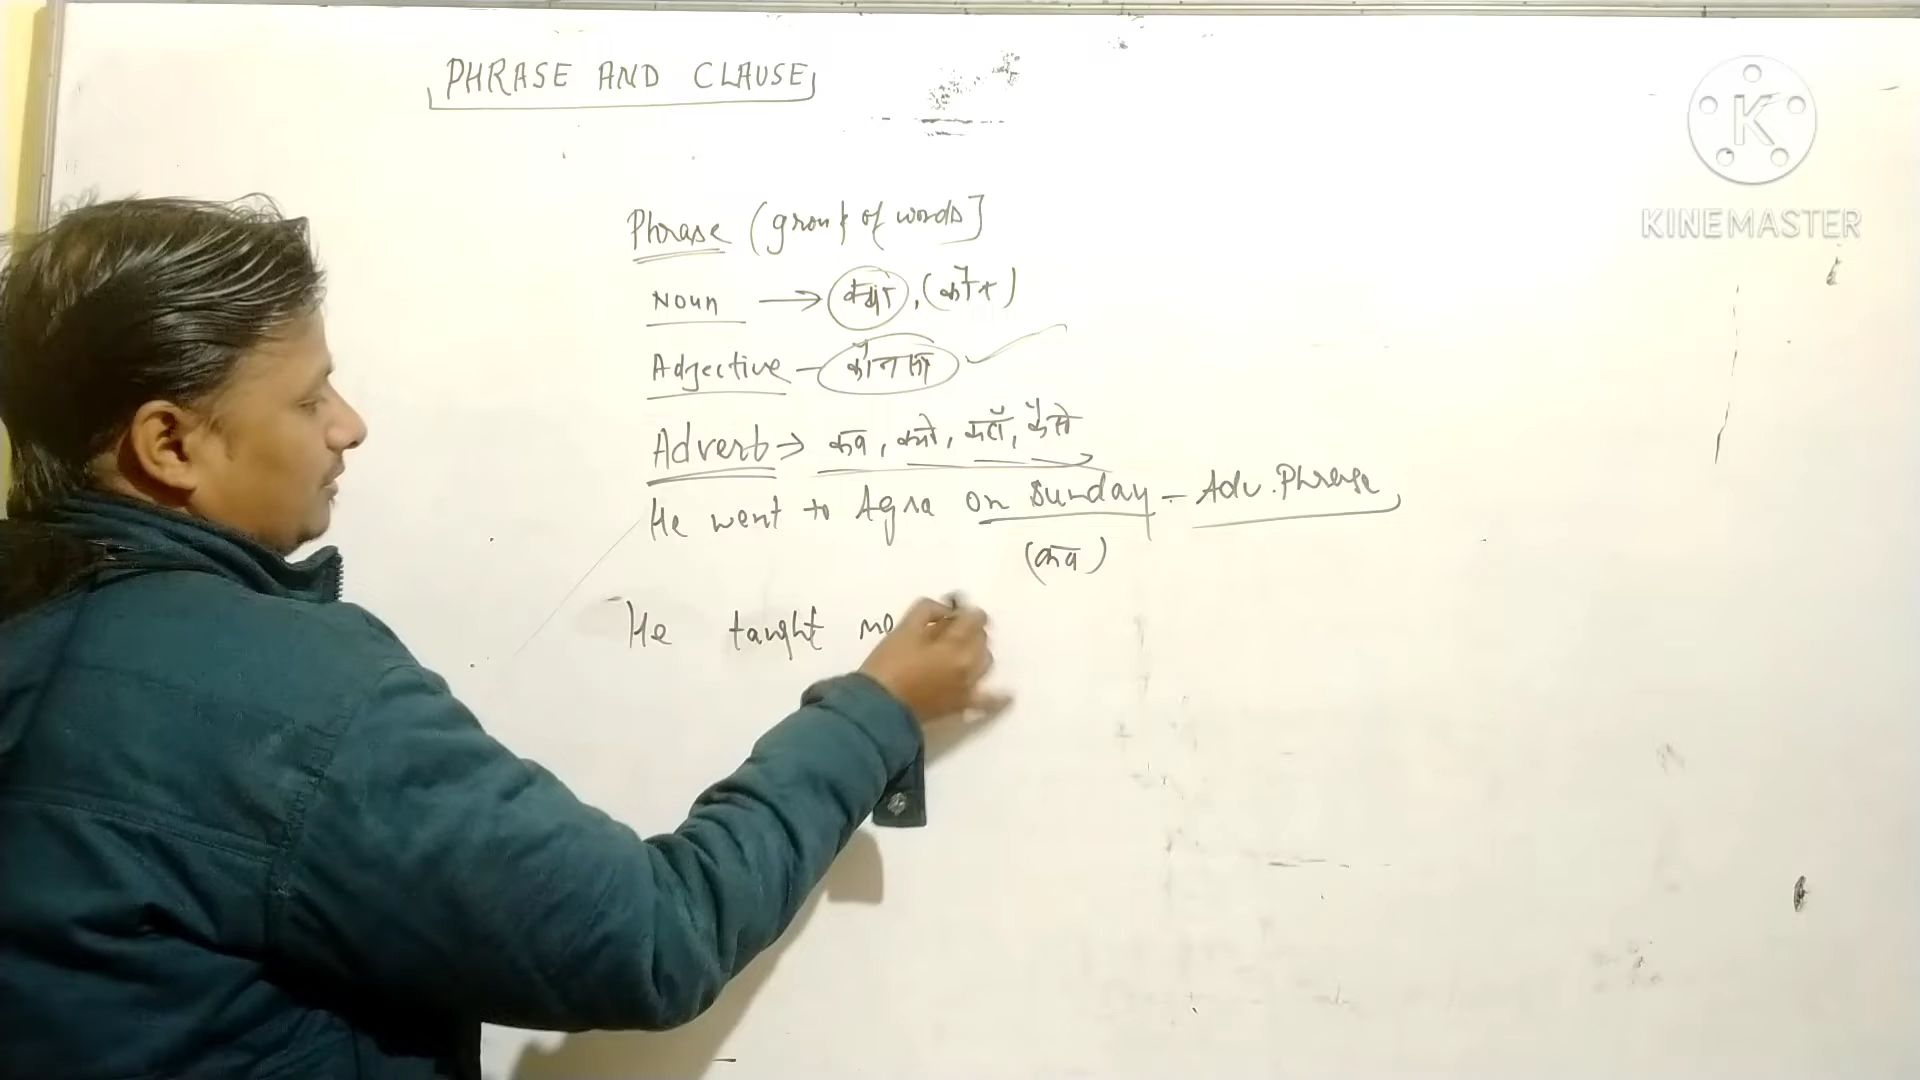 PHRASE AND CLAUSE
K
KINEMASTER
Phrase (group of words]
Noun → क्या, (कौन)
Adjective – कौन सा
Adverb → कब, क्यो, कहाँ, कैसे
He went to Agra on Sunday – Adv. Phrase
(कब)
He taught me